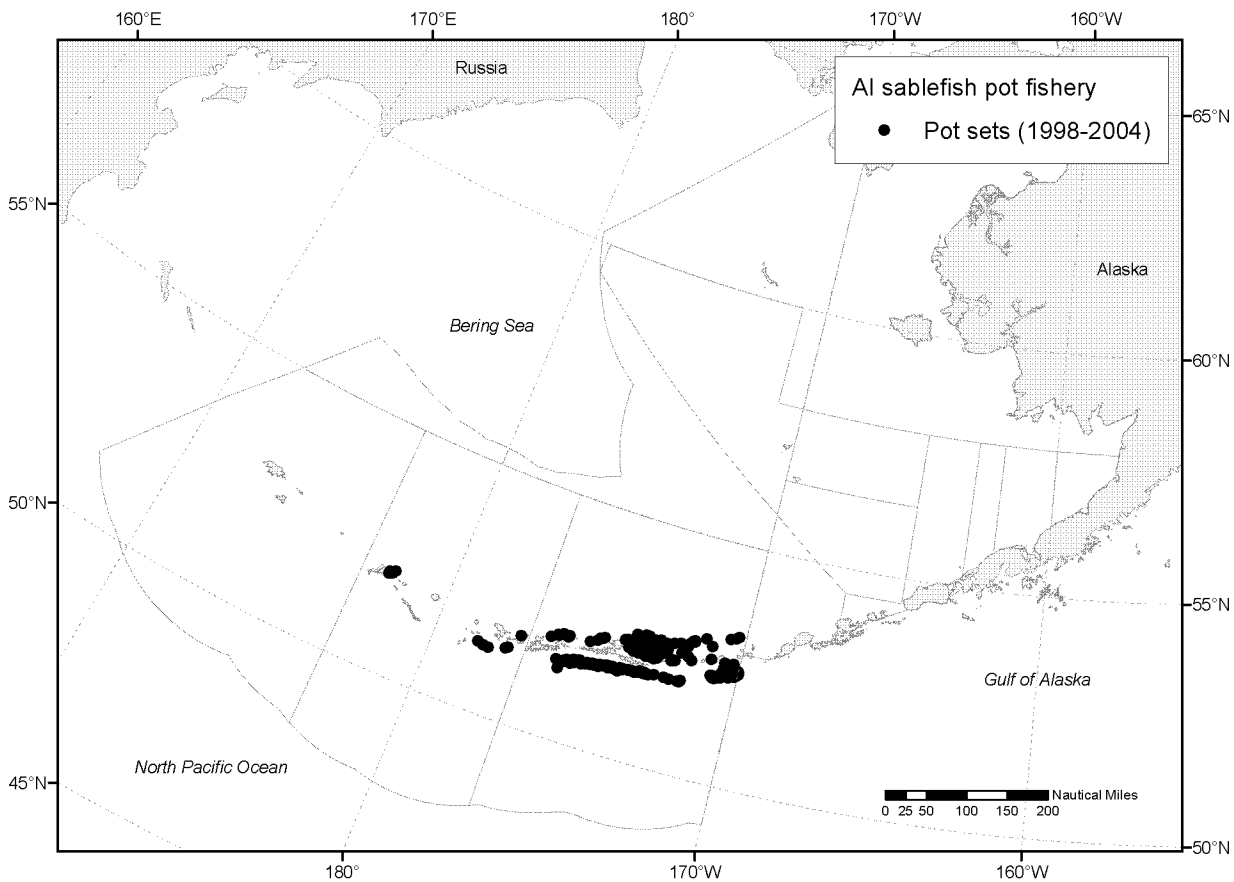 160°E 170°E 180° 170°W 160°W
Russia
AI sablefish pot fishery
Pot sets (1998-2004)
65°N
55°N
Alaska
Bering Sea
60°N
50°N
55°N
Gulf of Alaska
North Pacific Ocean
45°N
Nautical Miles
0 25 50 100 150 200
50°N
180° 170°W 160°W